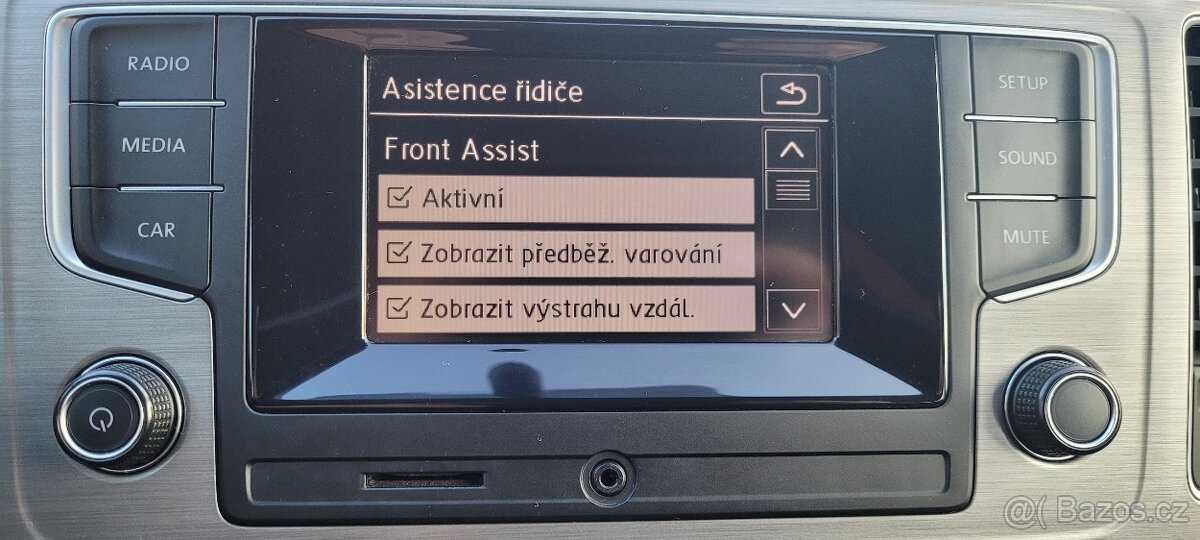 RADIO
MEDIA
CAR
Asistence řidiče
Front Assist
Aktivní
Zobrazit předběž. varování
Zobrazit výstrahu vzdál.
SETUP
SOUND
MUTE
@( Bazos.cz